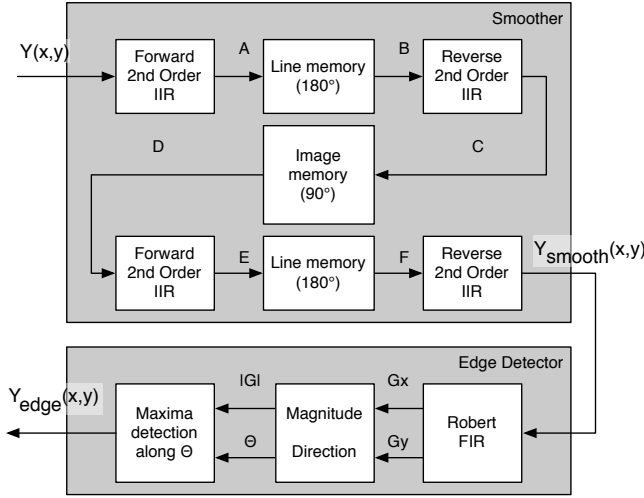 Smoother
Y(x,y)
Forward
2nd Order
IIR
A
Line memory
(180°)
B
Reverse
2nd Order
IIR
D
Image
memory
(90°)
C
Forward
2nd Order
IIR
E
Line memory
(180°)
F
Reverse
2nd Order
IIR
Ysmooth(x,y)
Edge Detector
Yedge(x,y)
Maxima
detection
along Θ
|G|
Θ
Magnitude
Direction
Gx
Gy
Robert
FIR